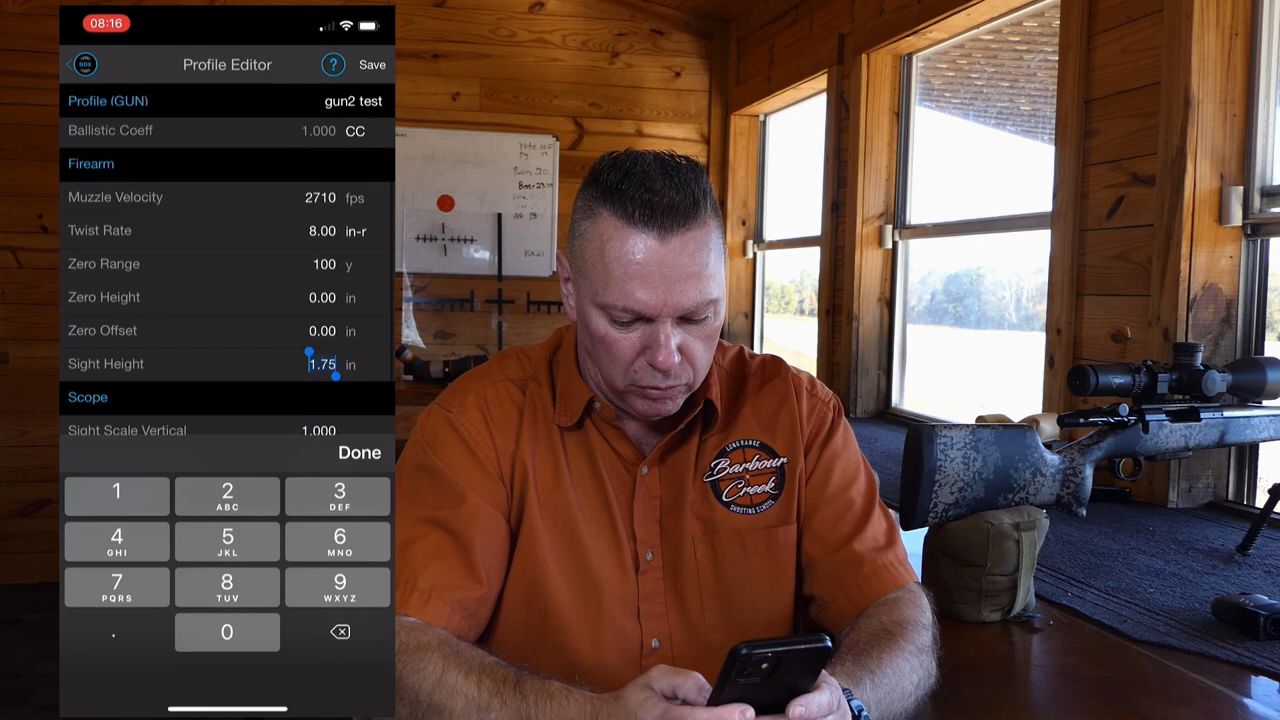 08:16
BDX
Profile Editor
?
Save
Profile (GUN)
gun2 test
Ballistic Coeff
1.000 CC
Firearm
Muzzle Velocity
2710 fps
Twist Rate
8.00 in-r
Zero Range
100 y
Zero Height
0.00 in
Zero Offset
0.00 in
Sight Height
1.75 in
Scope
Sight Scale Vertical
1.000
Done
1
2
ABC
3
DEF
4
GHI
5
JKL
6
MNO
7
PQRS
8
TUV
9
WXYZ
.
0
LONG RANGE
Barbour
Creek
SHOOTING SCHOOL